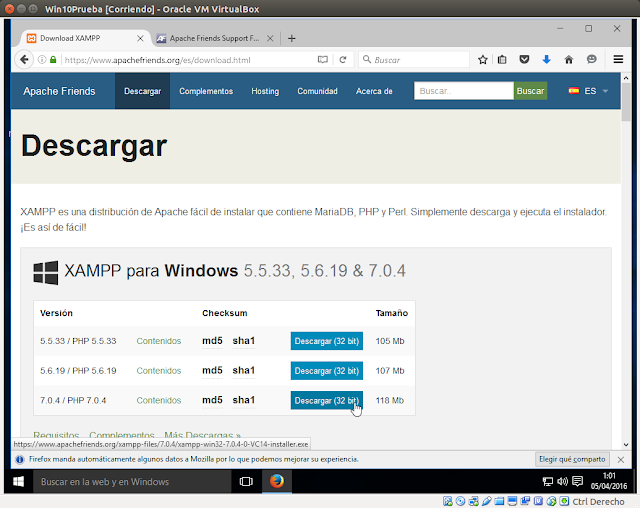 Win10Prueba [Corriendo] - Oracle VM VirtualBox
Download XAMPP
Apache Friends Support F...
https://www.apachefriends.org/es/download.html
Buscar
Apache Friends
Descargar
Complementos
Hosting
Comunidad
Acerca de
Buscar..
Buscar
ES
Descargar
XAMPP es una distribución de Apache fácil de instalar que contiene MariaDB, PHP y Perl. Simplemente descarga y ejecuta el instalador.
¡Es así de fácil!
XAMPP para Windows 5.5.33, 5.6.19 & 7.0.4
Versión Checksum Tamaño
5.5.33 / PHP 5.5.33 Contenidos md5 sha1 Descargar (32 bit) 105 Mb
5.6.19 / PHP 5.6.19 Contenidos md5 sha1 Descargar (32 bit) 107 Mb
7.0.4 / PHP 7.0.4 Contenidos md5 sha1 Descargar (32 bit) 118 Mb
Requisitos Complementos Más Descargas »
https://www.apachefriends.org/xampp-files/7.0.4/xampp-win32-7.0.4-0-VC14-installer.exe
Firefox manda automáticamente algunos datos a Mozilla por lo que podemos mejorar su experiencia.
Elegir qué comparto
Buscar en la web y en Windows
1:01
05/04/2016
Ctrl Derecho